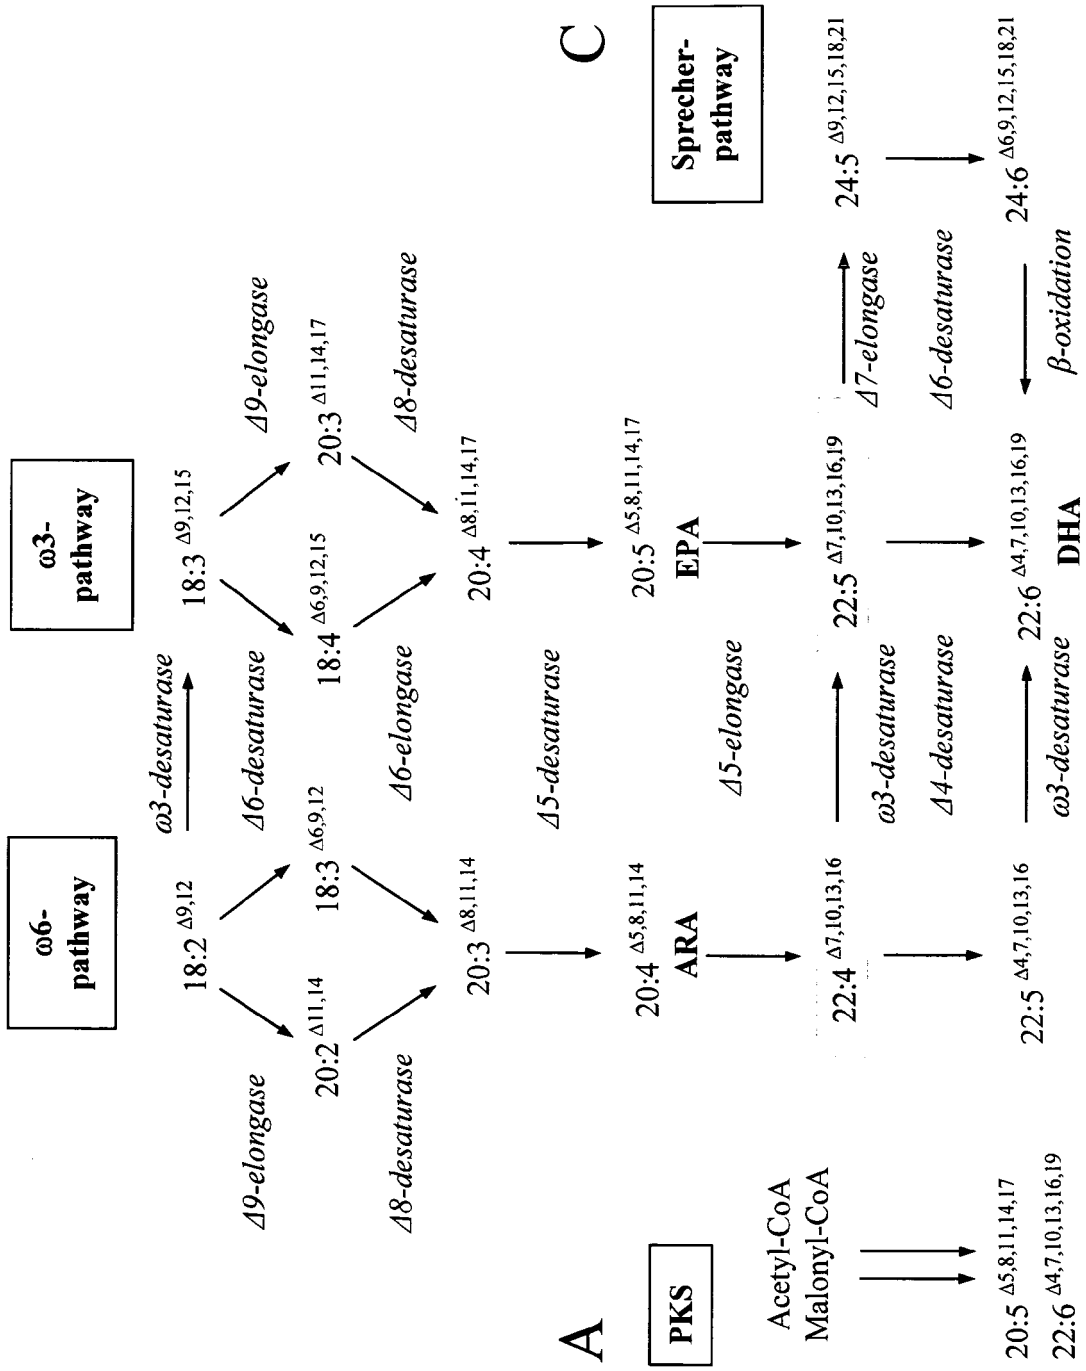 ω6-
pathway
ω3-
pathway
18:2 Δ9,12
ω3-desaturase
18:3 Δ9,12,15
Δ9-elongase
Δ6-desaturase
Δ9-elongase
20:2 Δ11,14
18:3 Δ6,9,12
18:4 Δ6,9,12,15
20:3 Δ11,14,17
Δ8-desaturase
Δ6-elongase
Δ8-desaturase
20:3 Δ8,11,14
20:4 Δ8,11,14,17
Δ5-desaturase
A
C
PKS
20:4 Δ5,8,11,14
ARA
20:5 Δ5,8,11,14,17
EPA
Sprecher-
pathway
Δ5-elongase
Acetyl-CoA
Malonyl-CoA
22:4 Δ7,10,13,16
ω3-desaturase
22:5 Δ7,10,13,16,19
Δ7-elongase
24:5 Δ9,12,15,18,21
Δ4-desaturase
Δ6-desaturase
20:5 Δ5,8,11,14,17
22:6 Δ4,7,10,13,16,19
22:5 Δ4,7,10,13,16
ω3-desaturase
22:6 Δ4,7,10,13,16,19
DHA
β-oxidation
24:6 Δ6,9,12,15,18,21